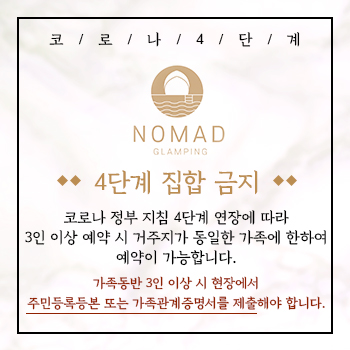 코/로/나/4/단/계
NOMAD
GLAMPING
4단계 집합 금지
코로나 정부 지침 4단계 연장에 따라
3인 이상 예약 시 거주지가 동일한 가족에 한하여
예약이 가능합니다.
가족동반 3인 이상 시 현장에서
주민등록등본 또는 가족관계증명서를 제출해야 합니다.